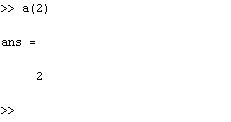 >> a(2)
ans =
2
>>